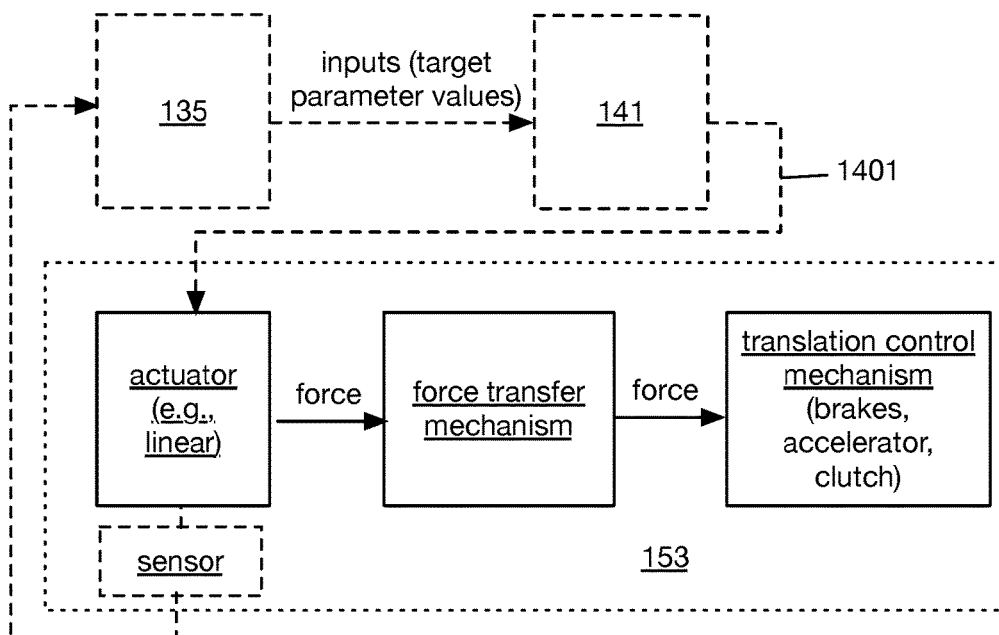 inputs (target
parameter values)
135
141
1401
actuator
(e.g.,
linear)
force
force transfer
mechanism
force
translation control
mechanism
(brakes,
accelerator,
clutch)
sensor
153